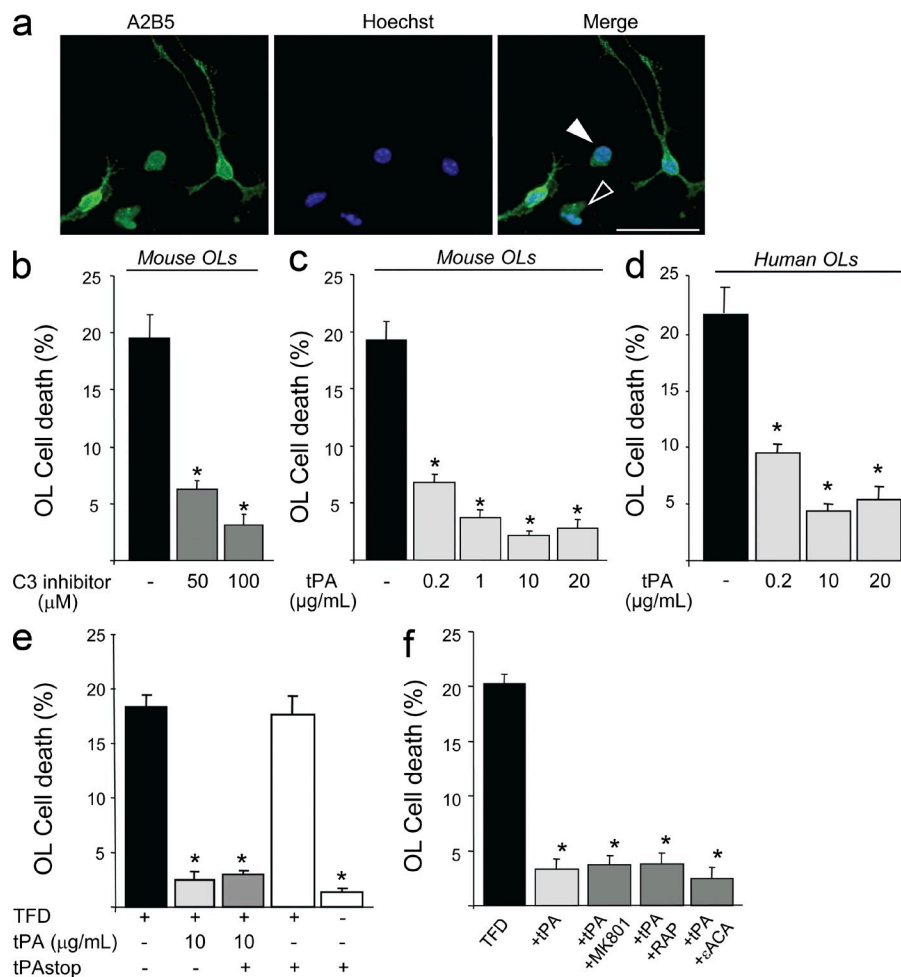 a
A2B5 Hoechst Merge
b c d
Mouse OLs Mouse OLs Human OLs
OL Cell death (%)
25
20
15
10
5
*
*
C3 inhibitor
(μM)
- 50 100
OL Cell death (%)
25
20
15
10
5
*
*
*
*
tPA
(μg/mL)
- 0.2 1 10 20
OL Cell death (%)
25
20
15
10
5
*
*
*
tPA
(μg/mL)
- 0.2 10 20
e f
OL Cell death (%)
25
20
15
10
5
* * *
TFD + + + + -
tPA (μg/mL) - 10 10 - -
tPAstop - - + + +
OL Cell death (%)
25
20
15
10
5
* * * *
TFD
+tPA
+tPA
+MK801
+tPA
+RAP
+tPA
+εACA